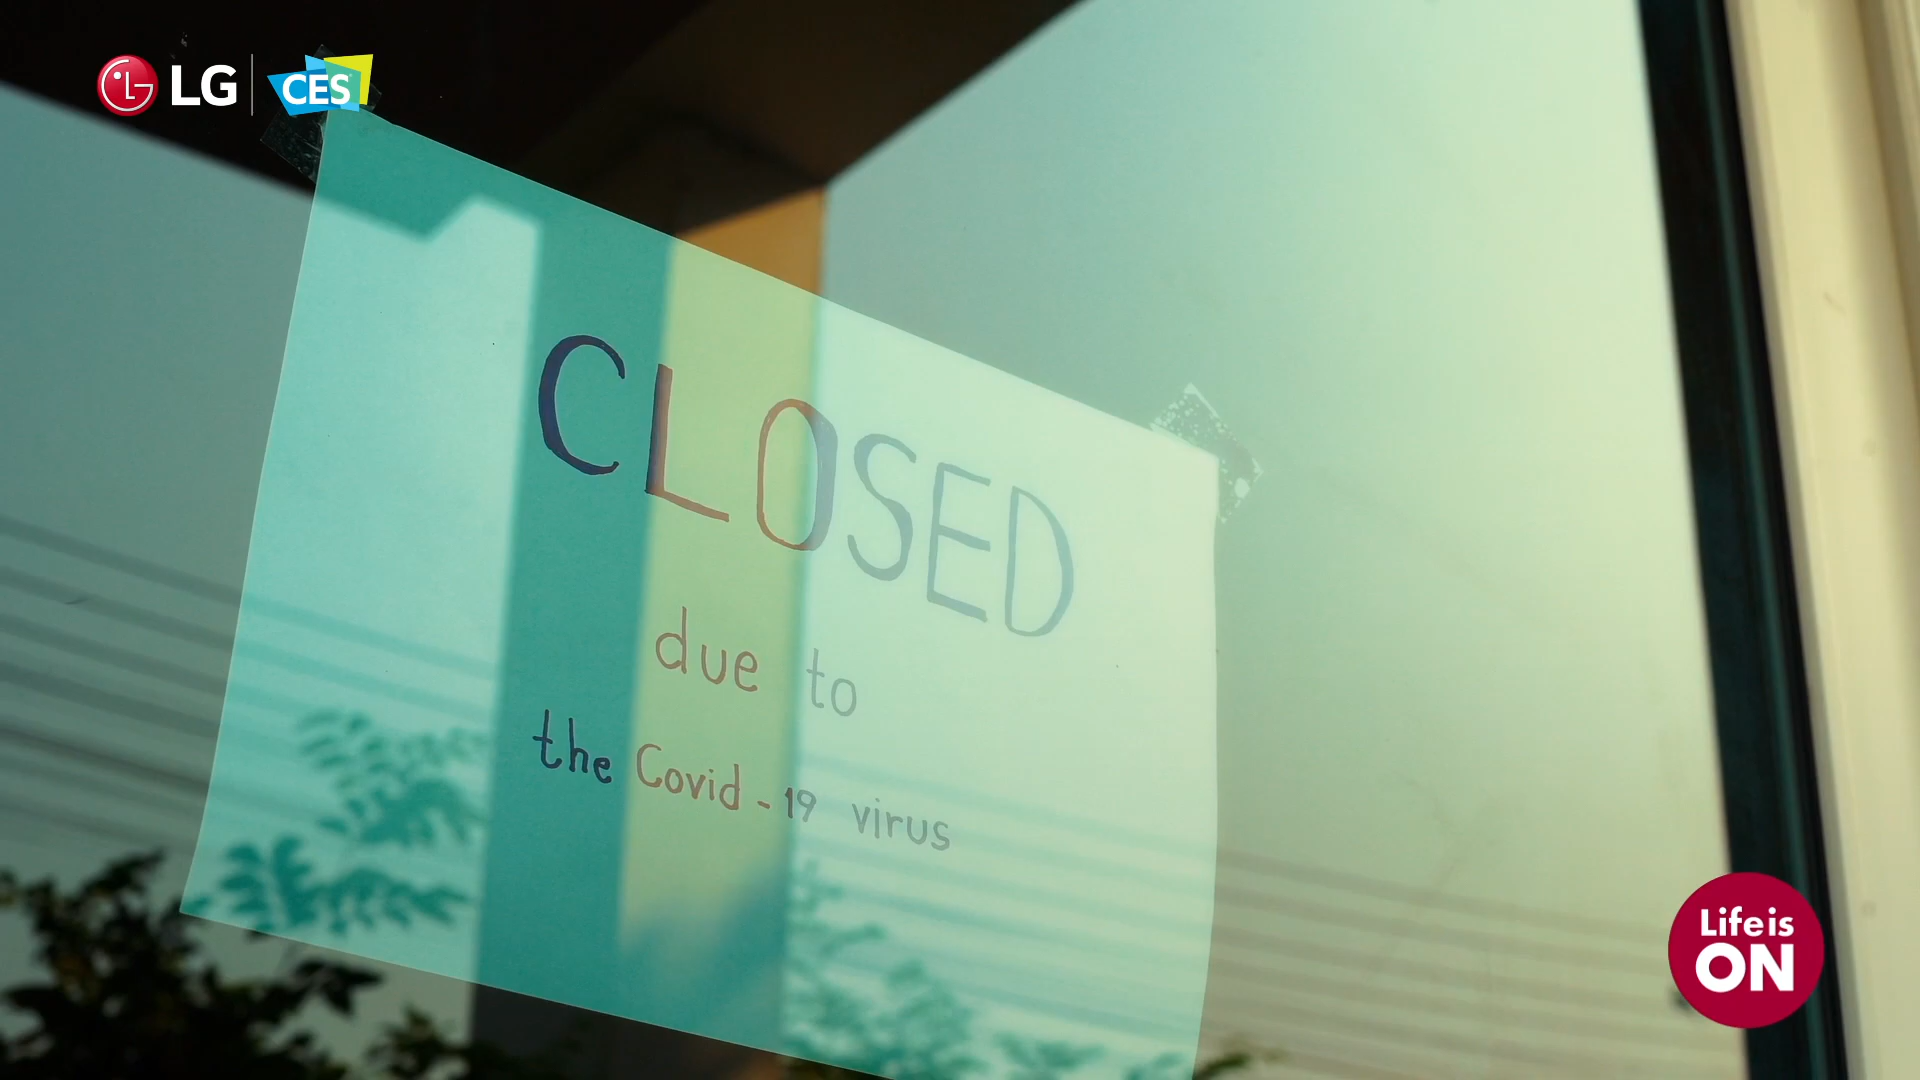 LG CES
CLOSED
due to
the Covid-19 virus
Life is
ON